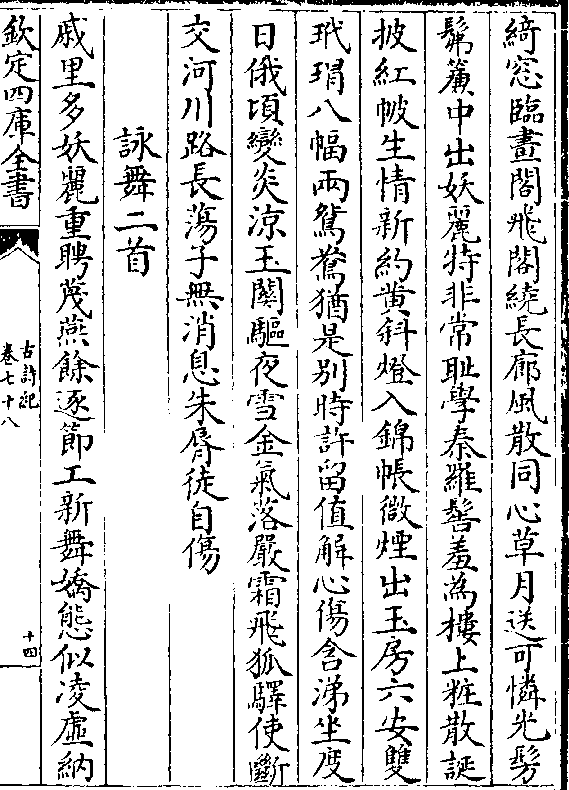 綺窓臨畫閣飛閣繞長廊風散同心草月送可憐光髣
髴簾中出妖麗特非常耻學秦羅髻羞為樓上粧散誕
披紅帔生情新約黄斜燈入錦帳微煙出玉房六安雙
玳瑁八幅兩鴛鴦猶是别時許留值解心傷含涕坐度
日俄頃變炎涼玉闗驅夜雪金氣落嚴霜飛狐驛使斷
交河川路長蕩子無消息朱脣徒自傷
詠舞二首
戚里多妖麗重聘蔑燕餘逐節工新舞嬌態似凌虚納
欽定四庫全書
古詩紀
卷七十八
十四